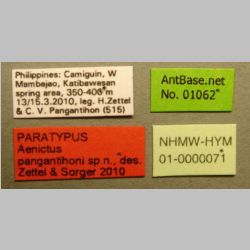 Philippines: Camiguin, W
Mambajao, Katibawasan
spring area, 350-400 m
13/15.3.2010, leg. H.Zettel
& C. V. Pangantihon (515)
AntBase.net
No. 01062
PARATYPUS
Aenictus
pangantihoni sp.n., des.
Zettel & Sorger 2010
NHMW-HYM
01-0000071